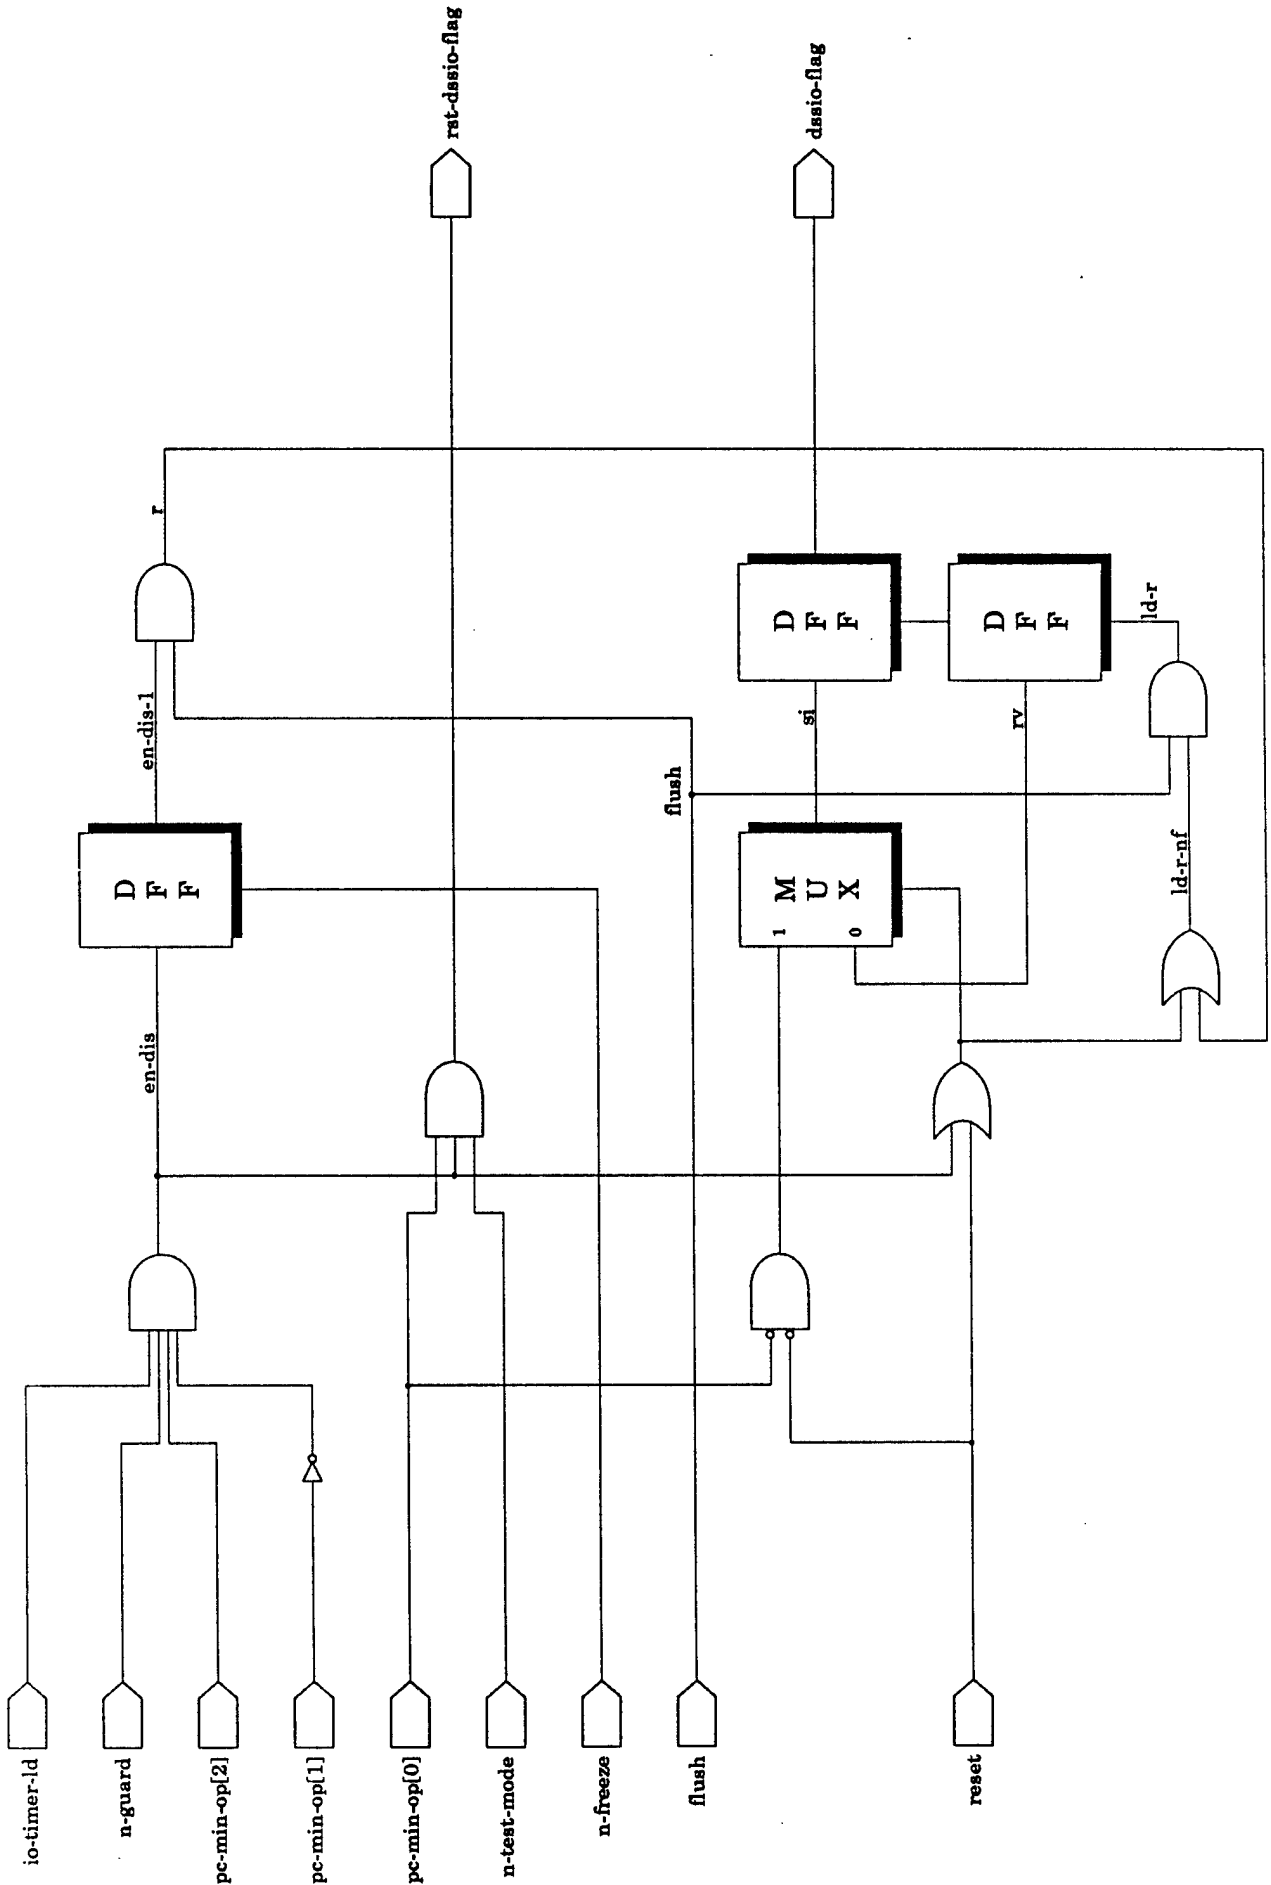 io-timer-ld
n-guard
pc-min-op[2]
pc-min-op[1]
pc-min-op[0]
n-test-mode
n-freeze
flush
reset
en-dis
D
F
F
en-dis-1
r
rst-dssio-flag
flush
1
0
M
U
X
si
D
F
F
dssio-flag
rv
D
F
F
ld-r-nf
ld-r